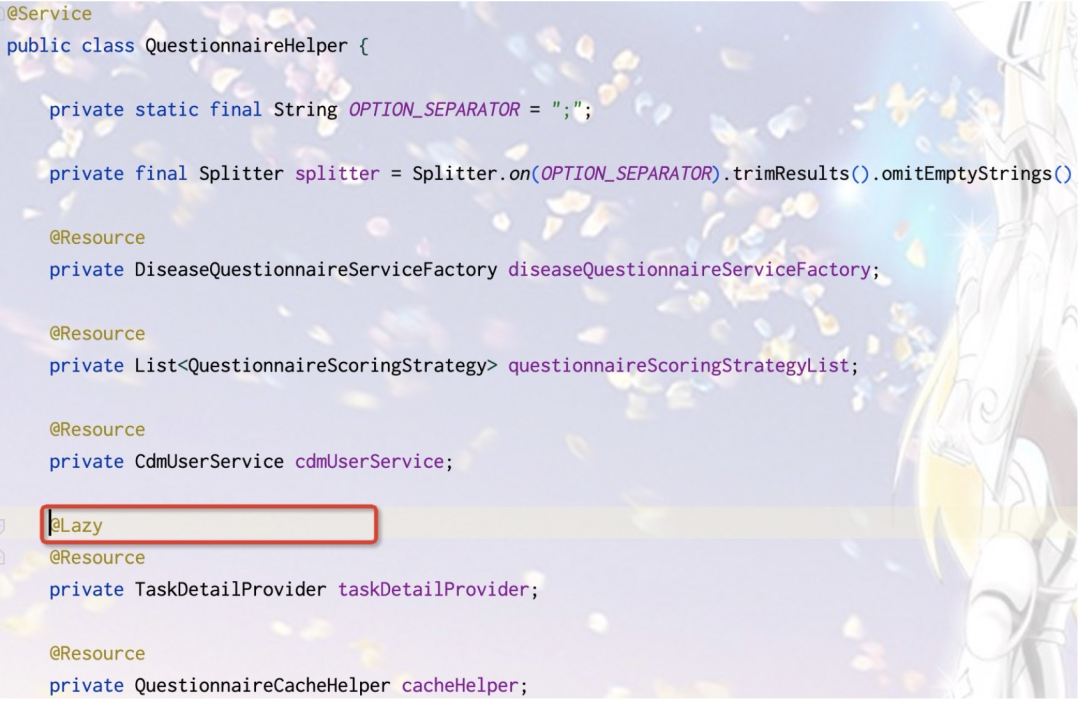 @Service
public class QuestionnaireHelper {
private static final String OPTION_SEPARATOR = ";";
private final Splitter splitter = Splitter.on(OPTION_SEPARATOR).trimResults().omitEmptyStrings()
@Resource
private DiseaseQuestionnaireServiceFactory diseaseQuestionnaireServiceFactory;
@Resource
private List<QuestionnaireScoringStrategy> questionnaireScoringStrategyList;
@Resource
private CdmUserService cdmUserService;
@Lazy
@Resource
private TaskDetailProvider taskDetailProvider;
@Resource
private QuestionnaireCacheHelper cacheHelper;